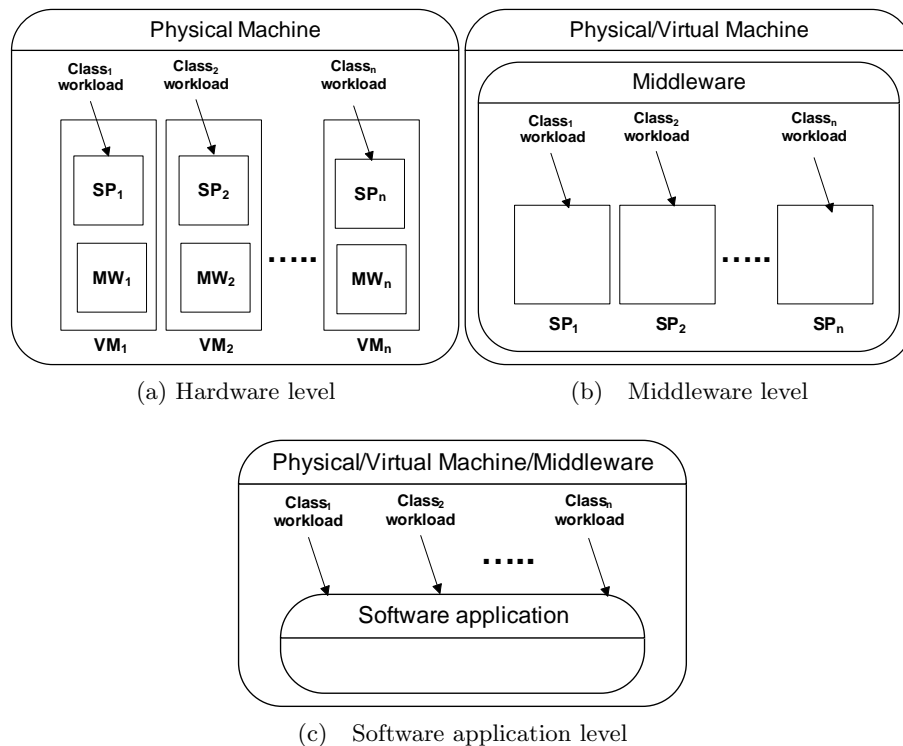 Physical Machine
Class₁ workload
Class₂ workload
Classₙ workload
SP₁
SP₂
SPₙ
MW₁
MW₂
MWₙ
.....
VM₁
VM₂
VMₙ
(a) Hardware level
Physical/Virtual Machine
Middleware
Class₁ workload
Class₂ workload
Classₙ workload
.....
SP₁
SP₂
SPₙ
(b) Middleware level
Physical/Virtual Machine/Middleware
Class₁ workload
Class₂ workload
Classₙ workload
.....
Software application
(c) Software application level